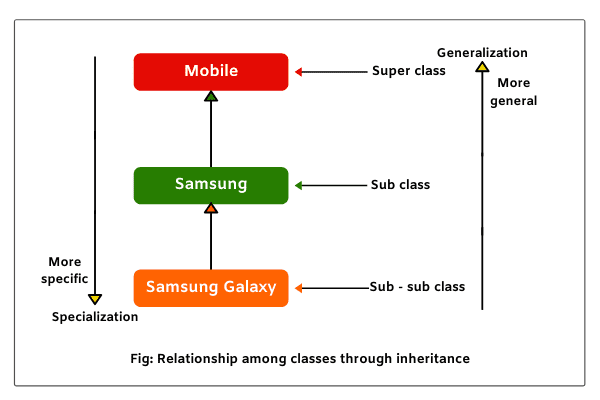 Generalization
Mobile
Super class
More
general
Samsung
Sub class
More
specific
Samsung Galaxy
Sub - sub class
Specialization
Fig: Relationship among classes through inheritance